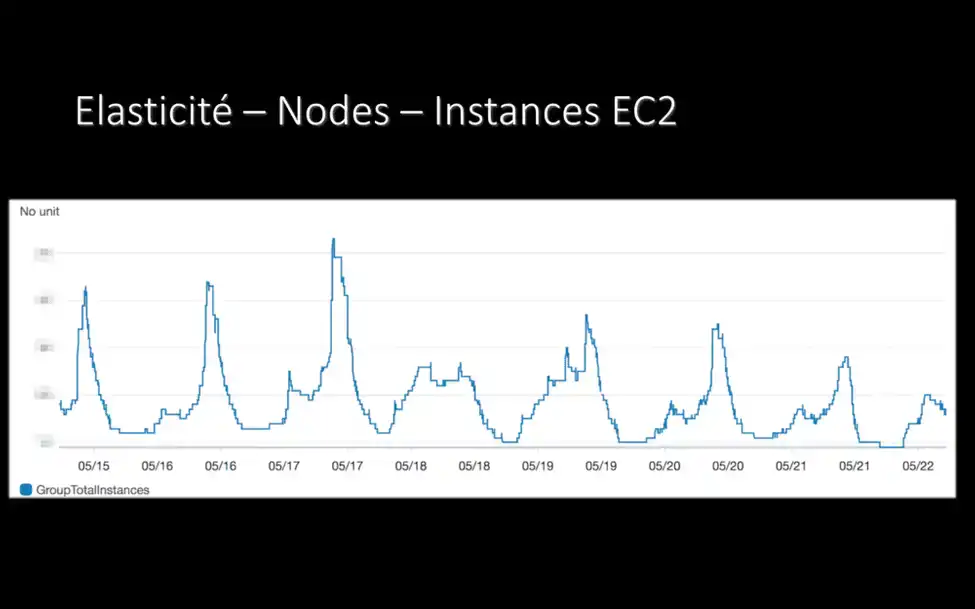 Elasticité – Nodes – Instances EC2
No unit
05/15 05/16 05/16 05/17 05/17 05/18 05/18 05/19 05/19 05/20 05/20 05/21 05/21 05/22
GroupTotalInstances